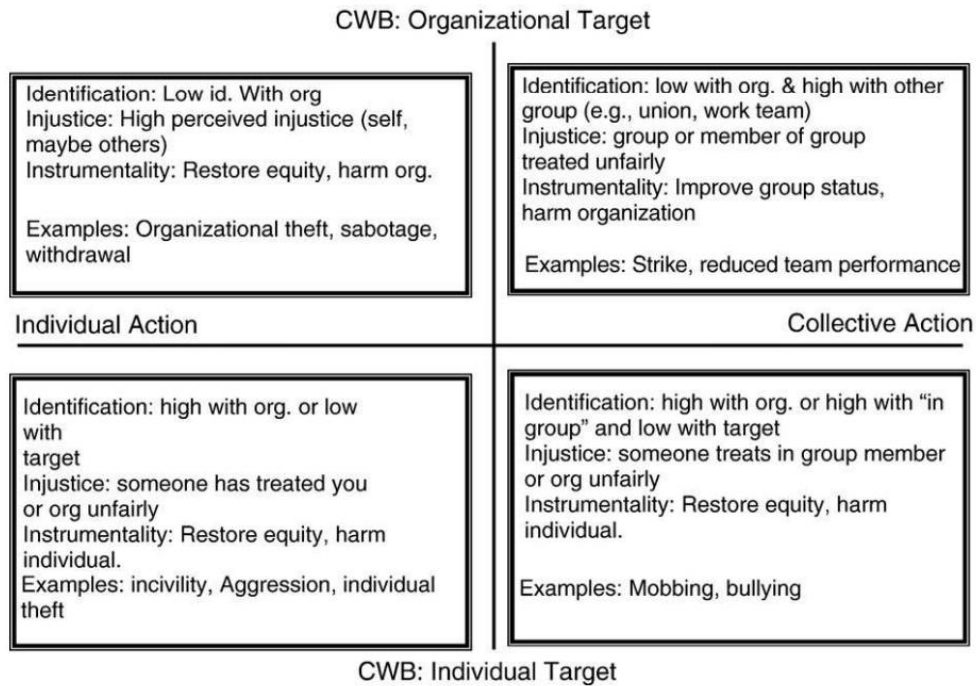 CWB: Organizational Target
Identification: Low id. With org
Injustice: High perceived injustice (self,
maybe others)
Instrumentality: Restore equity, harm org.
Examples: Organizational theft, sabotage,
withdrawal
Identification: low with org. & high with other
group (e.g., union, work team)
Injustice: group or member of group
treated unfairly
Instrumentality: Improve group status,
harm organization
Examples: Strike, reduced team performance
Individual Action
Collective Action
Identification: high with org. or low
with
target
Injustice: someone has treated you
or org unfairly
Instrumentality: Restore equity, harm
individual.
Examples: incivility, Aggression, individual
theft
Identification: high with org. or high with “in
group” and low with target
Injustice: someone treats in group member
or org unfairly
Instrumentality: Restore equity, harm
individual.
Examples: Mobbing, bullying
CWB: Individual Target